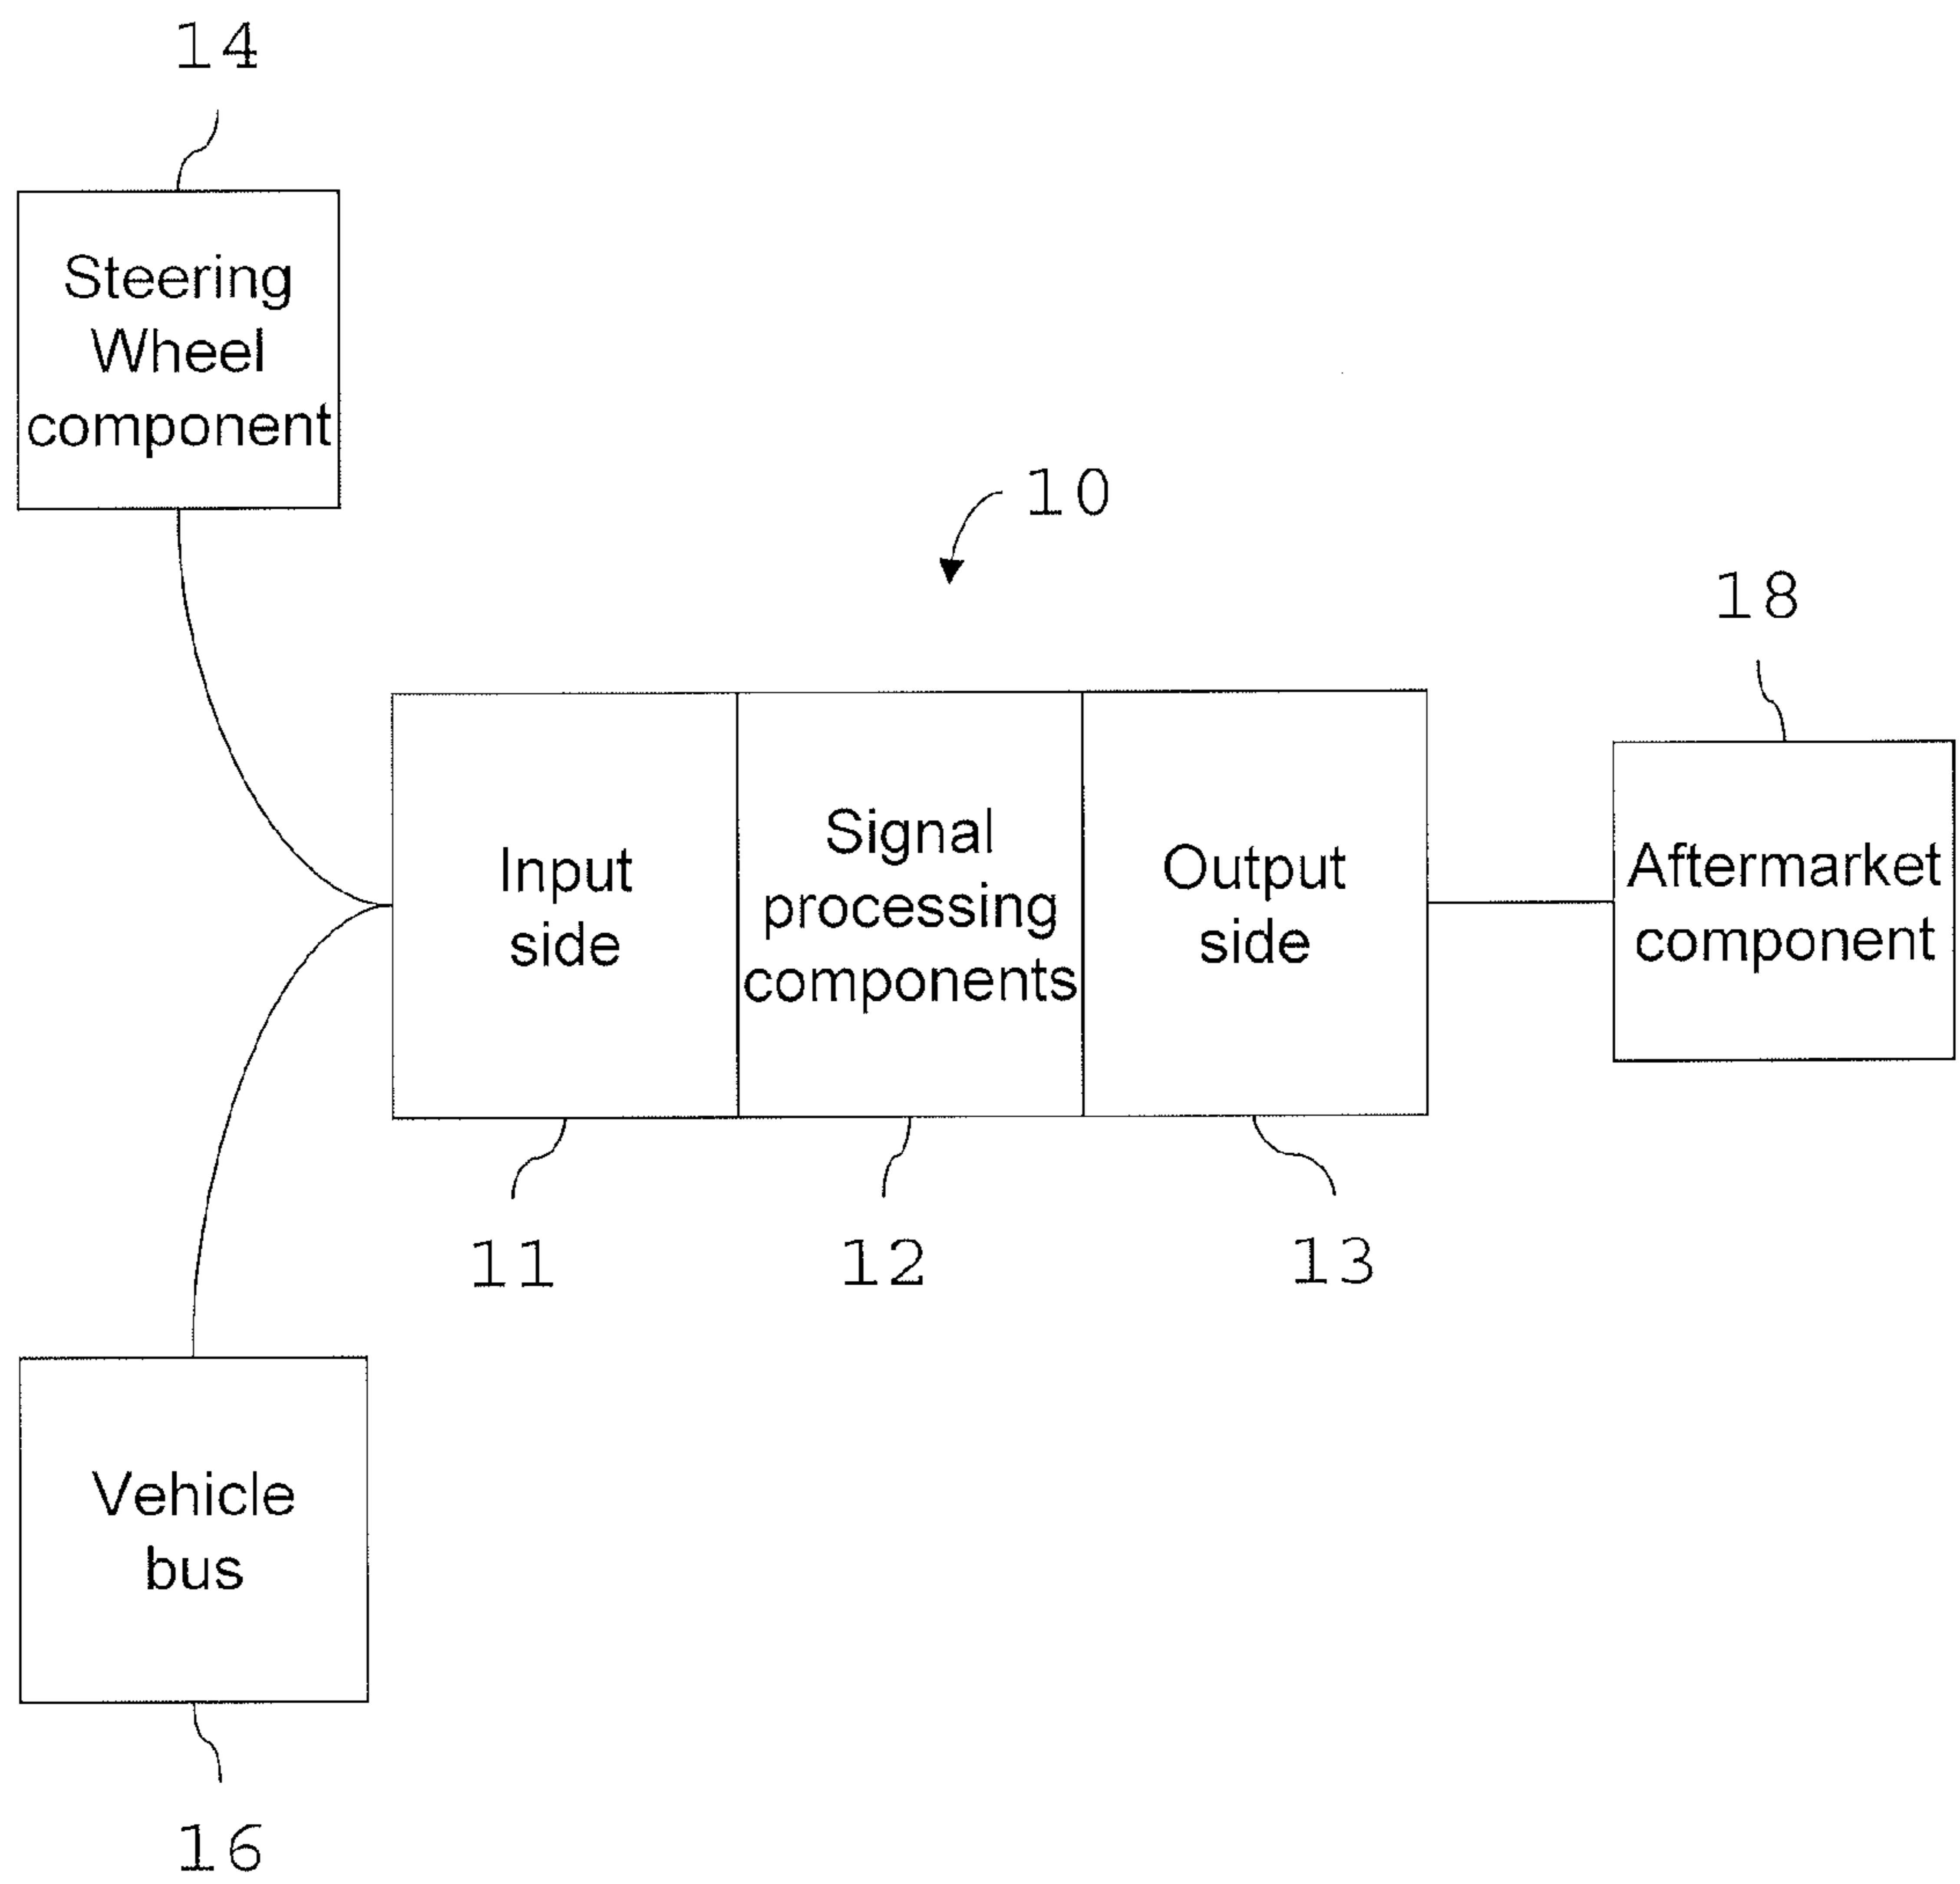 14
Steering
Wheel
component
10
18
Input
side
Signal
processing
components
Output
side
Aftermarket
component
11
12
13
Vehicle
bus
16